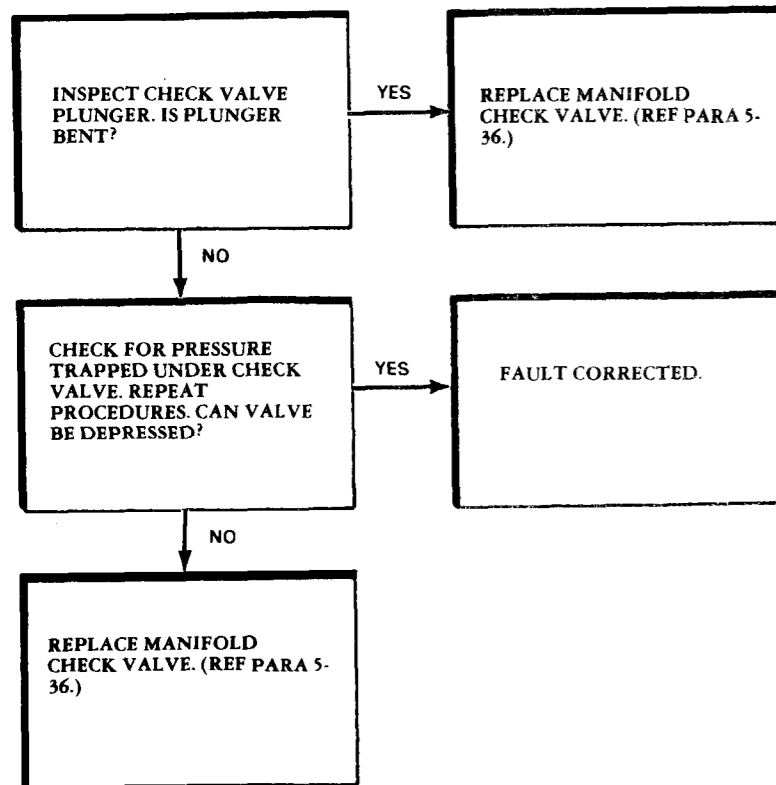 INSPECT CHECK VALVE
PLUNGER. IS PLUNGER
BENT?
YES
REPLACE MANIFOLD
CHECK VALVE. (REF PARA 5-
36.)
NO
CHECK FOR PRESSURE
TRAPPED UNDER CHECK
VALVE. REPEAT
PROCEDURES. CAN VALVE
BE DEPRESSED?
YES
FAULT CORRECTED.
NO
REPLACE MANIFOLD
CHECK VALVE. (REF PARA 5-
36.)